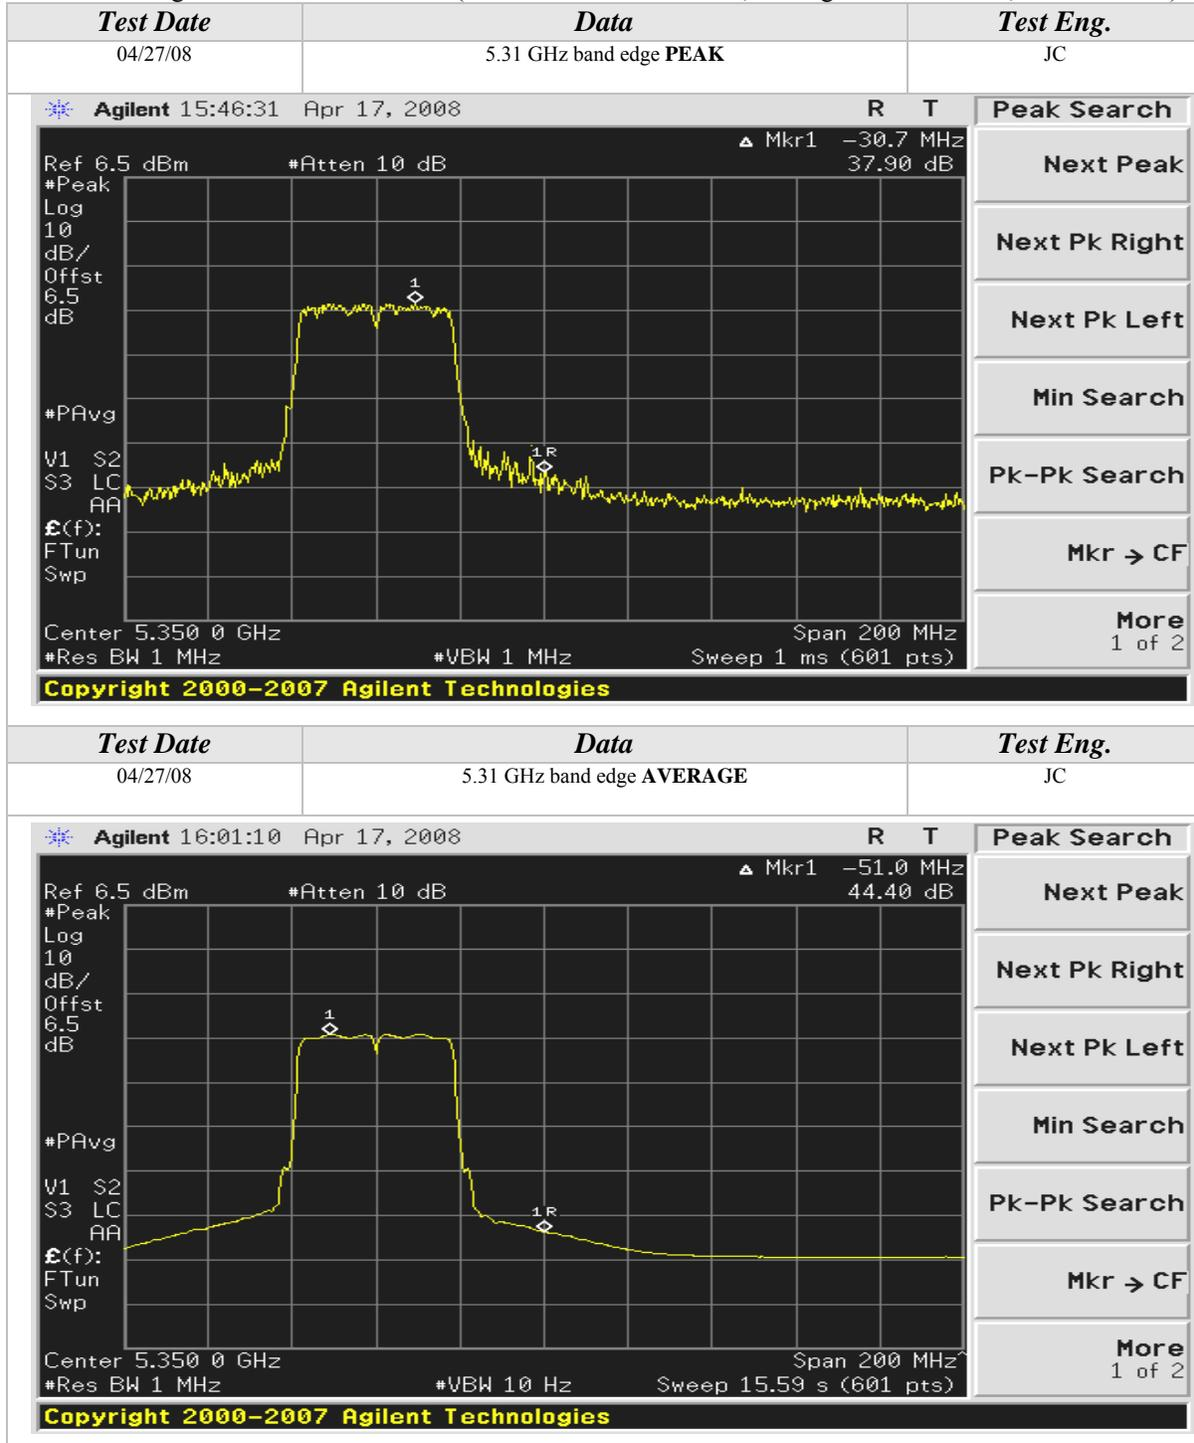 Test Date Data Test Eng.
04/27/08 5.31 GHz band edge PEAK JC
Agilent 15:46:31 Apr 17, 2008 R T Peak Search
Δ Mkr1 -30.7 MHz
Ref 6.5 dBm #Atten 10 dB 37.90 dB
Next Peak
#Peak
Log
10
dB/
Offst
6.5
dB
1
1R
#PAvg
V1 S2
S3 LC
AA
£(f):
FTun
Swp
Center 5.350 0 GHz Span 200 MHz
#Res BW 1 MHz #VBW 1 MHz Sweep 1 ms (601 pts)
Next Pk Right
Next Pk Left
Min Search
Pk-Pk Search
Mkr → CF
More
1 of 2
Copyright 2000-2007 Agilent Technologies
Test Date Data Test Eng.
04/27/08 5.31 GHz band edge AVERAGE JC
Agilent 16:01:10 Apr 17, 2008 R T Peak Search
Δ Mkr1 -51.0 MHz
Ref 6.5 dBm #Atten 10 dB 44.40 dB
Next Peak
#Peak
Log
10
dB/
Offst
6.5
dB
1
1R
#PAvg
V1 S2
S3 LC
AA
£(f):
FTun
Swp
Center 5.350 0 GHz Span 200 MHz^
#Res BW 1 MHz #VBW 10 Hz Sweep 15.59 s (601 pts)
Next Pk Right
Next Pk Left
Min Search
Pk-Pk Search
Mkr → CF
More
1 of 2
Copyright 2000-2007 Agilent Technologies